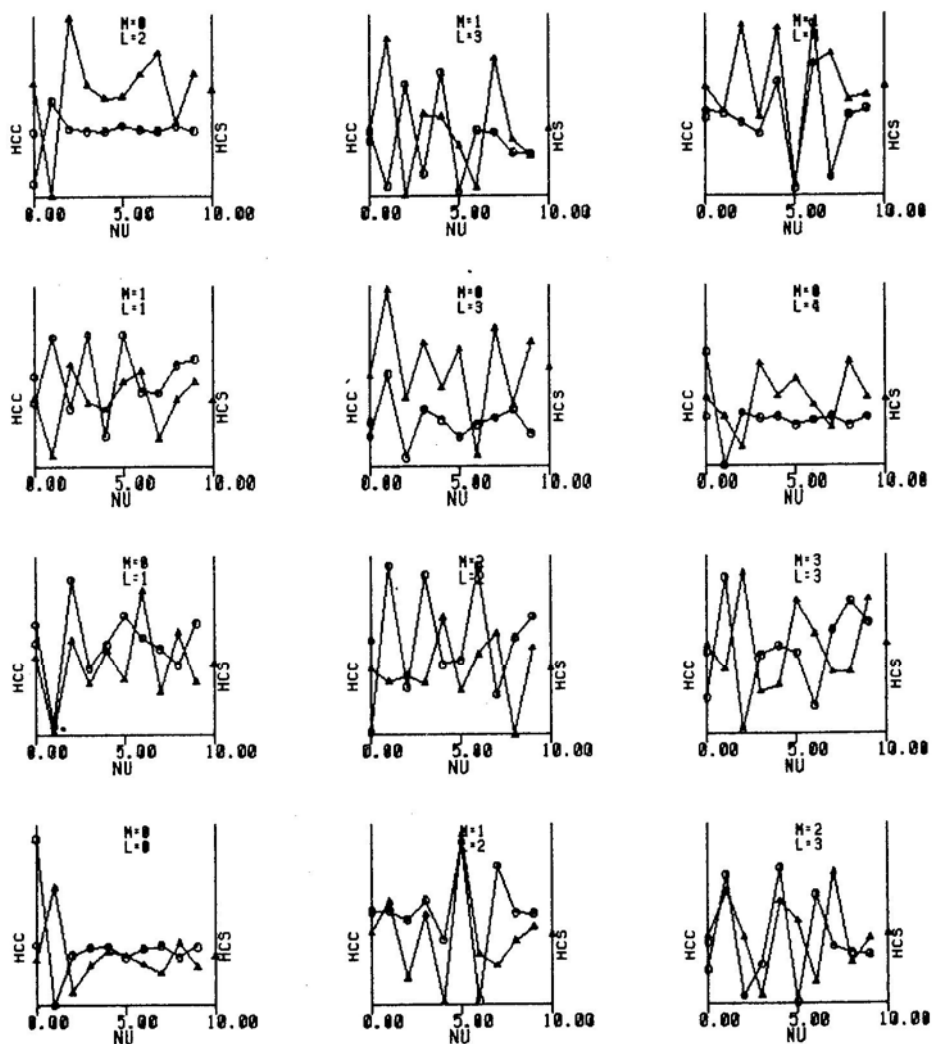 M=0 M=1 M=1
L=2 L=3
HCC HCS HCC HCS HCC HCS
0.00 5.00 10.00 0.00 5.00 10.00 0.00 5.00 10.00
NU NU NU
M=1 M=0 M=0
L=1 L=3 L=4
HCC HCS HCC HCS HCC HCS
0.00 5.00 10.00 0.00 5.00 10.00 0.00 5.00 10.00
NU NU NU
M=0 M=2 M=3
L=1 L=3
HCC HCS HCC HCS HCC HCS
0.00 5.00 10.00 0.00 5.00 10.00 0.00 5.00 10.00
NU NU NU
M=0 M=1 M=2
L=0 L=2 L=3
HCC HCS HCC HCS HCC HCS
0.00 5.00 10.00 0.00 5.00 10.00 0.00 5.00 10.00
NU NU NU